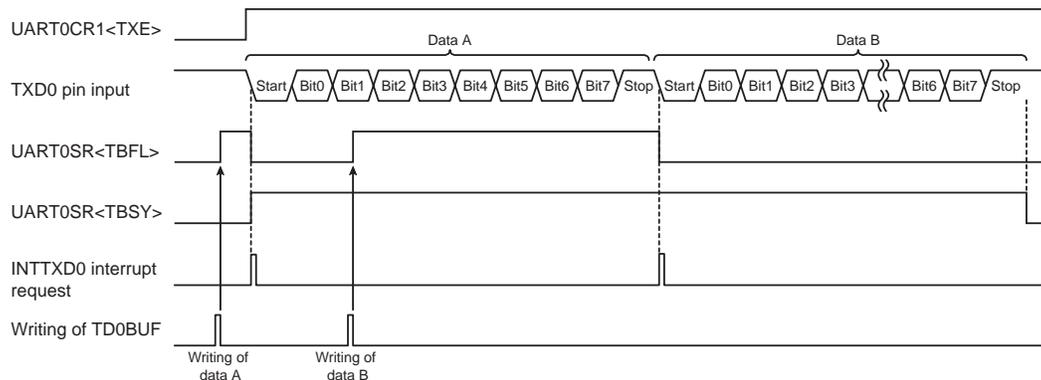 UART0CR1<TXE>
Data A
Data B
TXD0 pin input
Start Bit0 Bit1 Bit2 Bit3 Bit4 Bit5 Bit6 Bit7 Stop Start Bit0 Bit1 Bit2 Bit3 Bit6 Bit7 Stop
UART0SR<TBFL>
UART0SR<TBSY>
INTTXD0 interrupt
request
Writing of TD0BUF
Writing of
data A
Writing of
data B